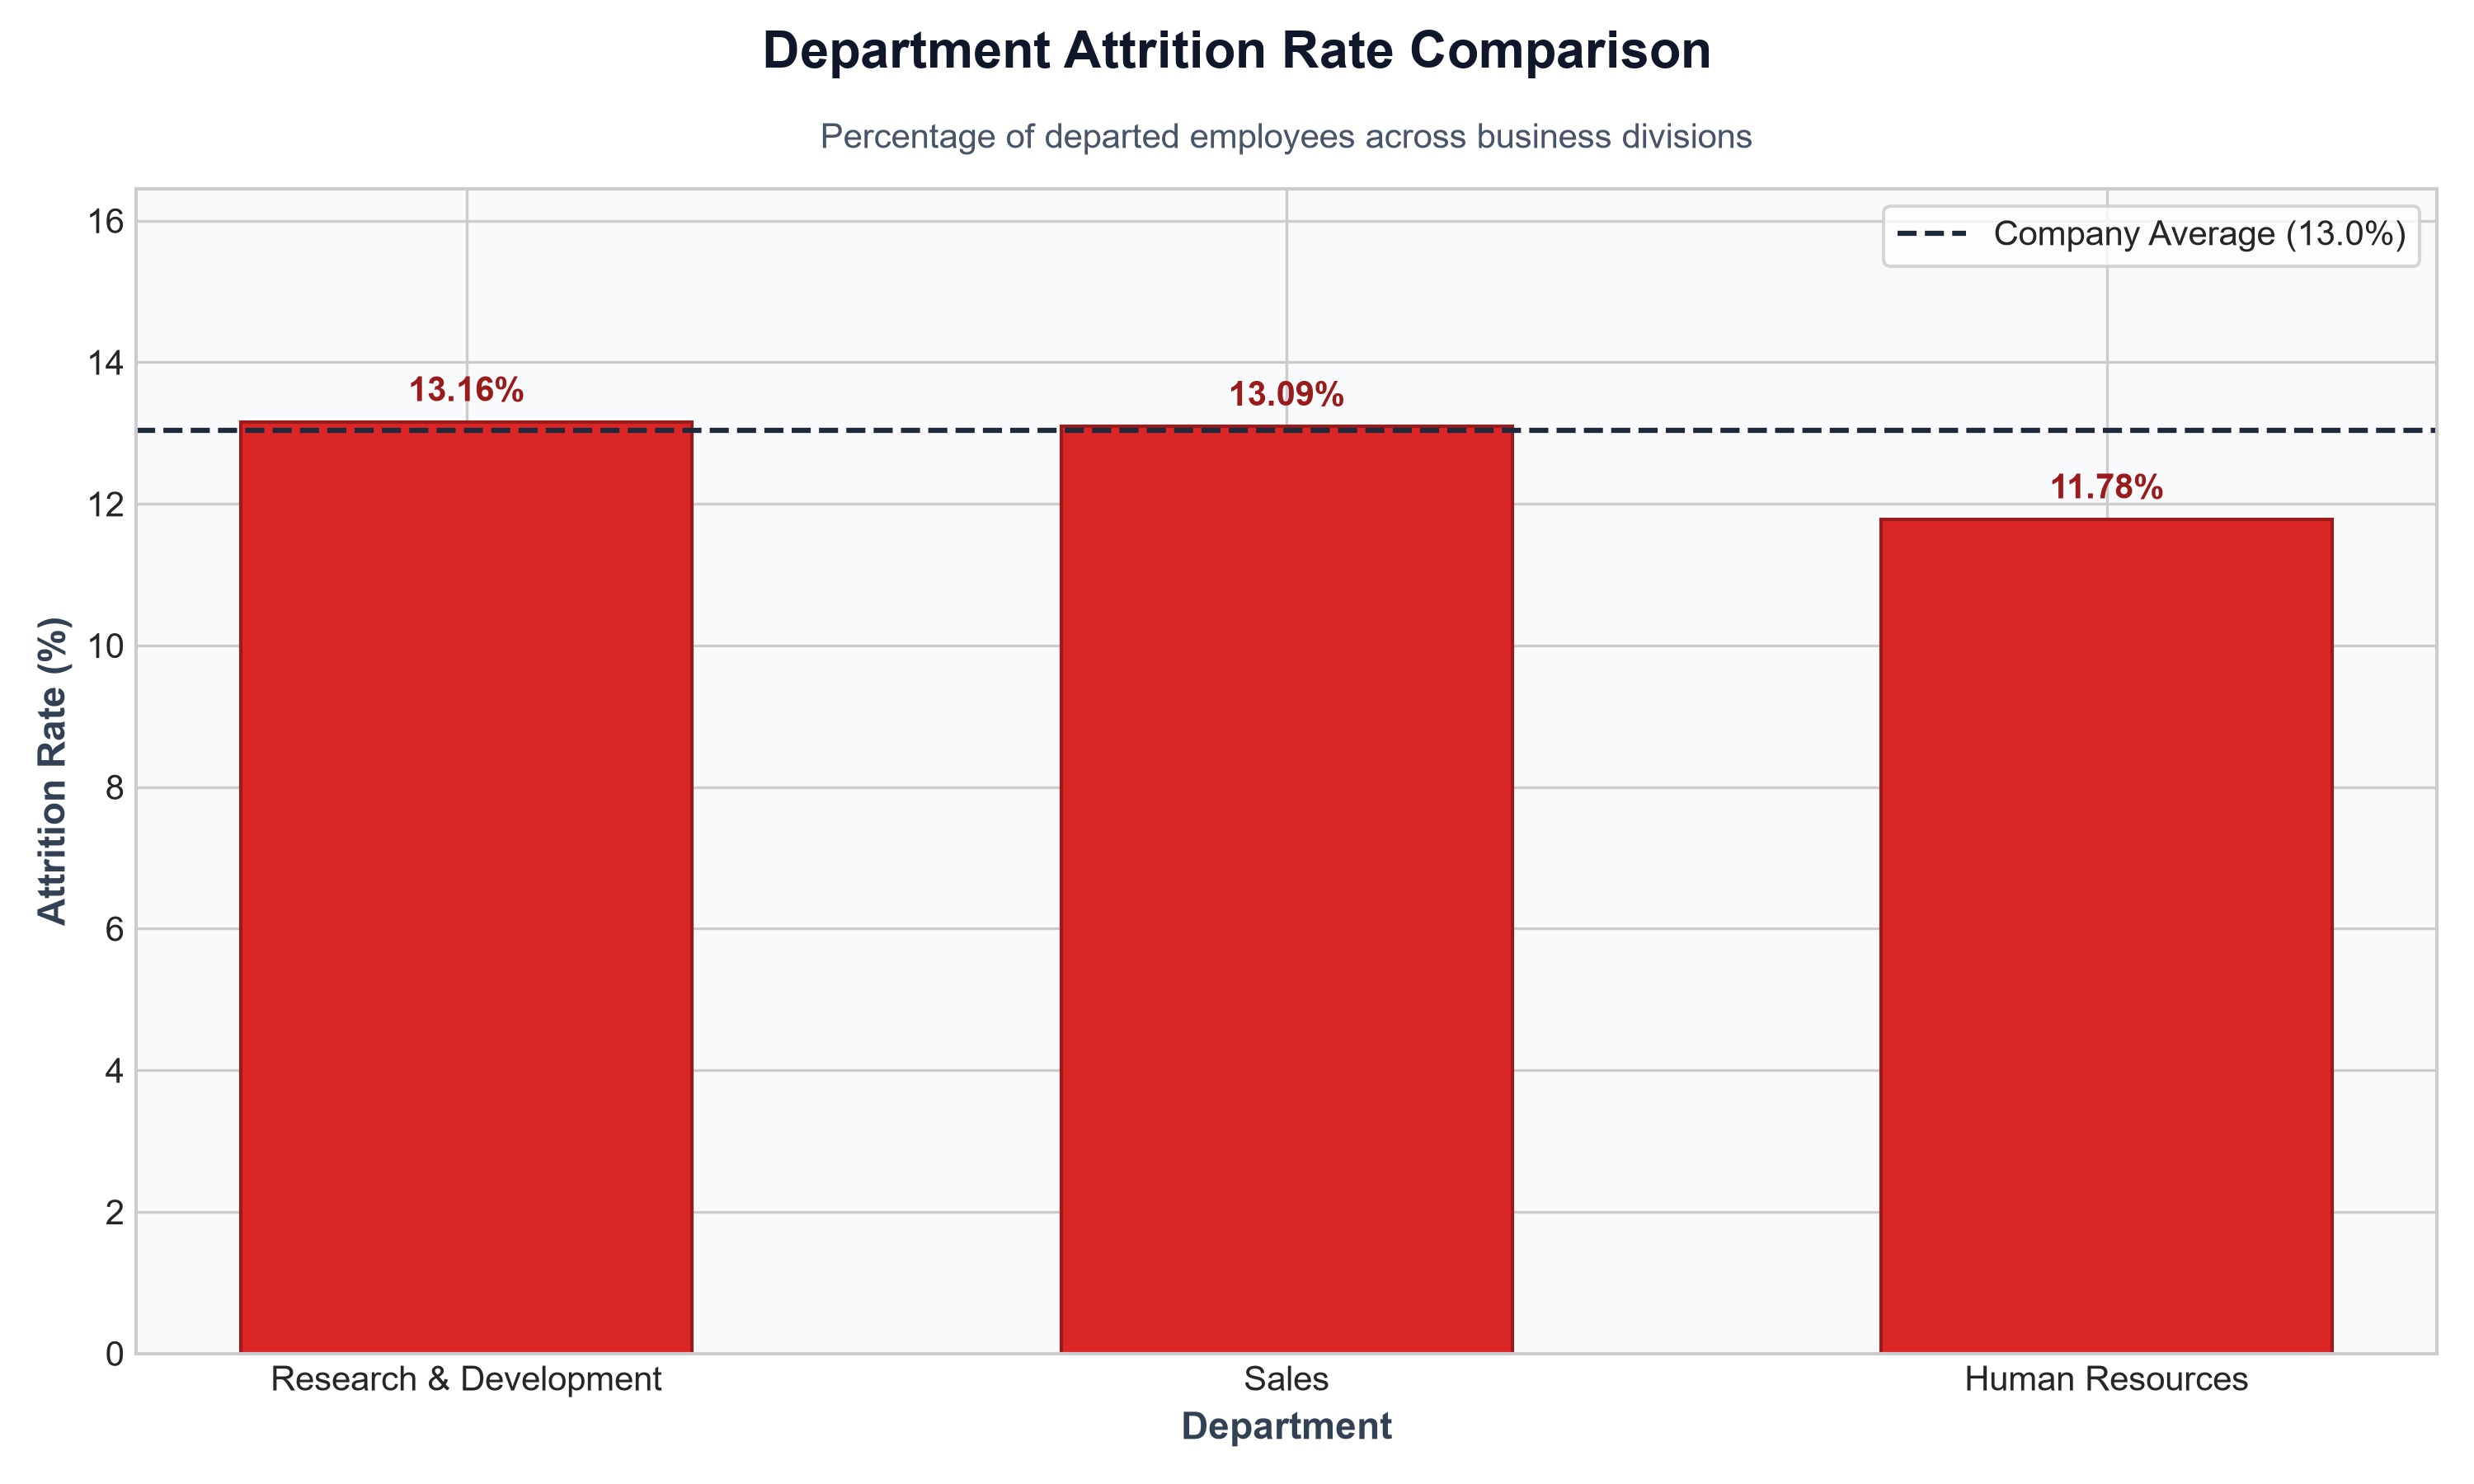 Department Attrition Rate Comparison
Percentage of departed employees across business divisions
Company Average (13.0%)
Attrition Rate (%)
16
14
12
10
8
6
4
2
0
13.16%
13.09%
11.78%
Research & Development
Sales
Human Resources
Department